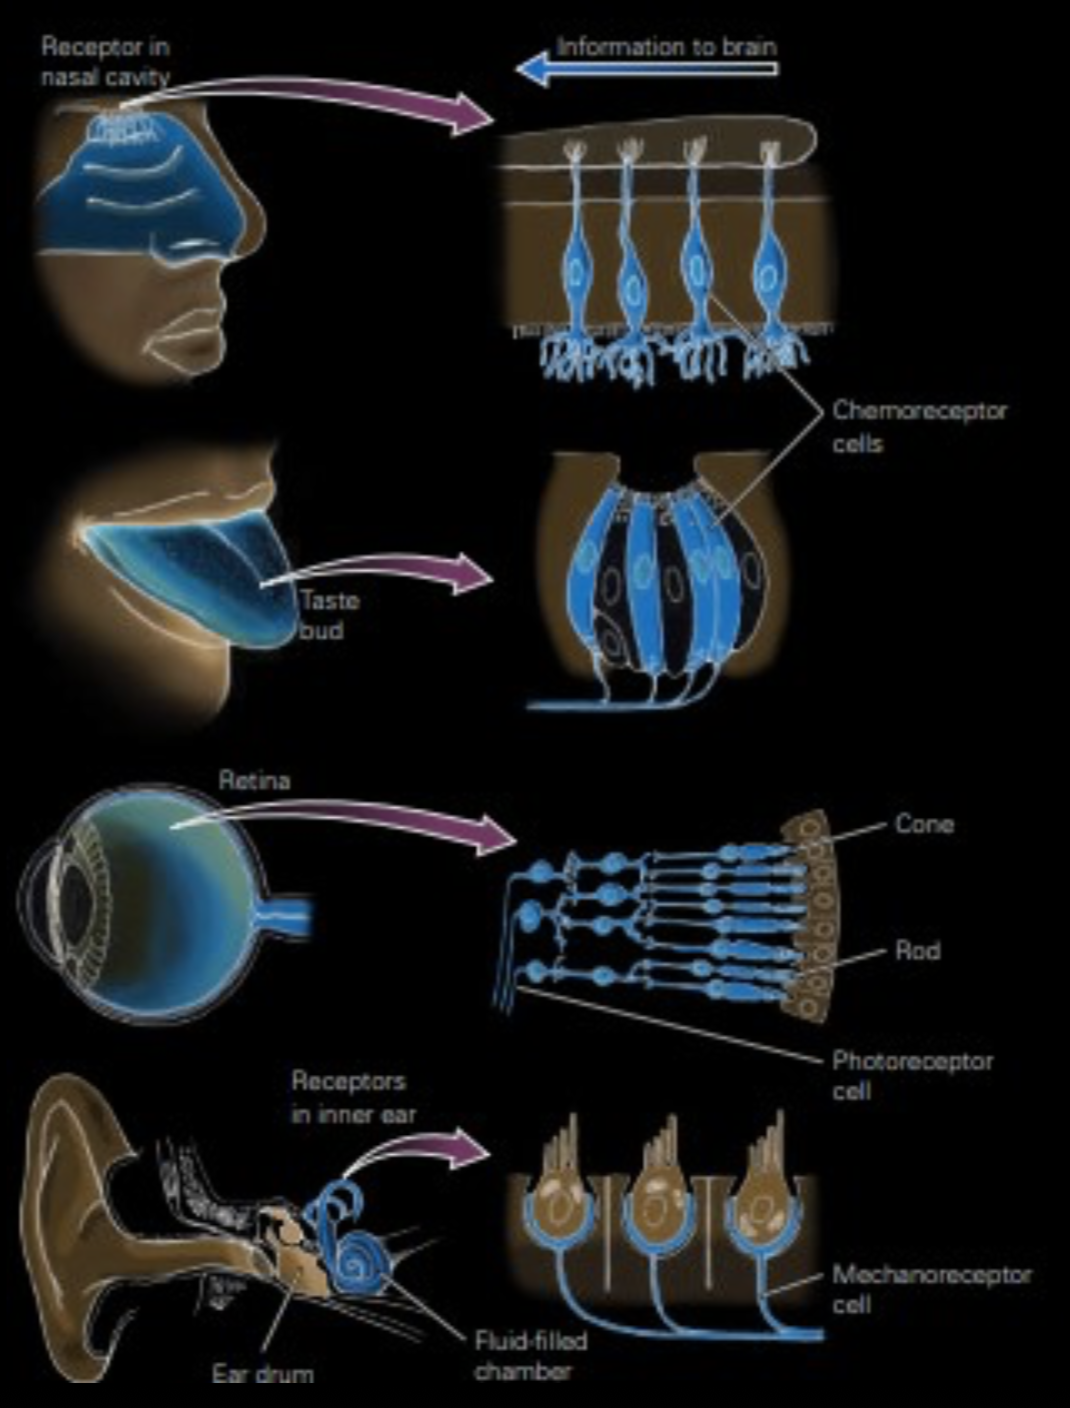 Receptor in
nasal cavity
Information to brain
Chemoreceptor
cells
Taste
bud
Retina
Cone
Rod
Photoreceptor
cell
Receptors
in inner ear
Mechanoreceptor
cell
Fluid-filled
chamber
Ear drum